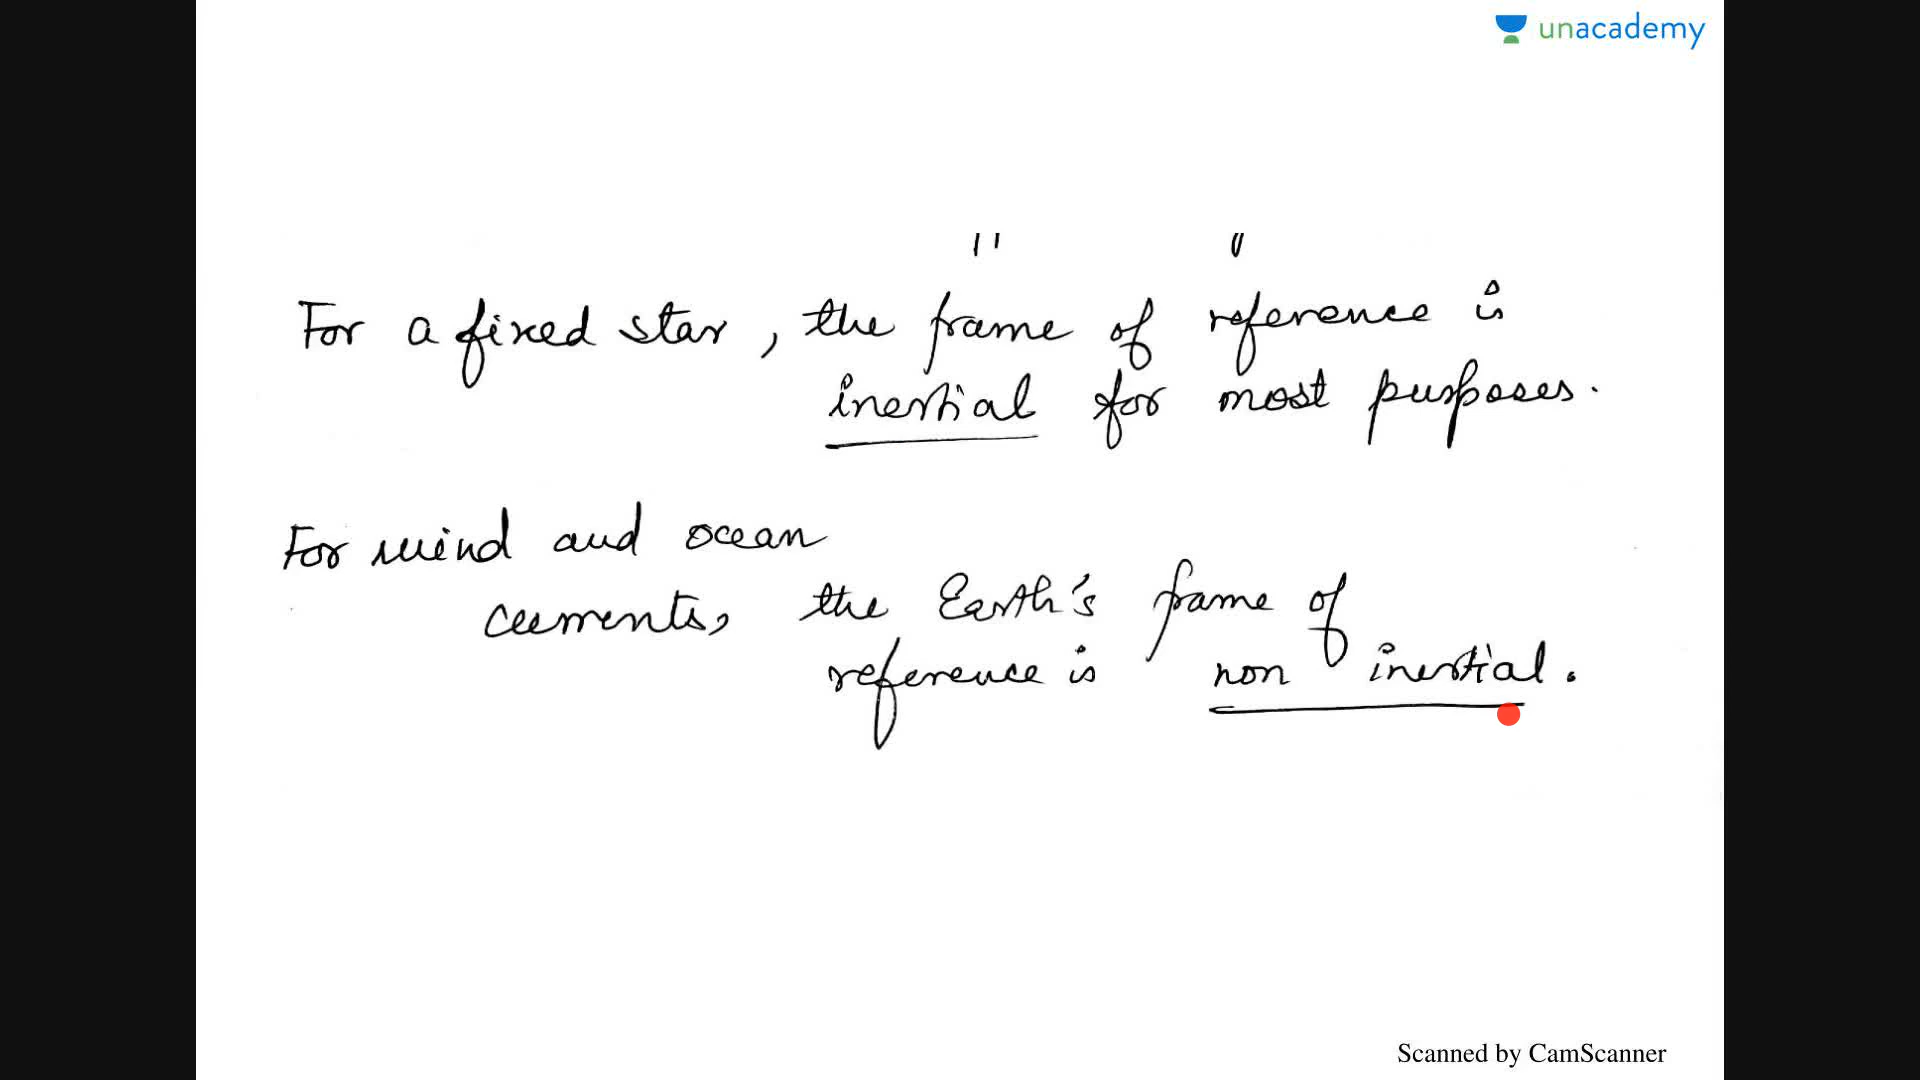 unacademy
For a fixed star, the frame of reference is
inertial for most purposes.
For wind and ocean
currents, the Earth's frame of
reference is non inertial.
Scanned by CamScanner